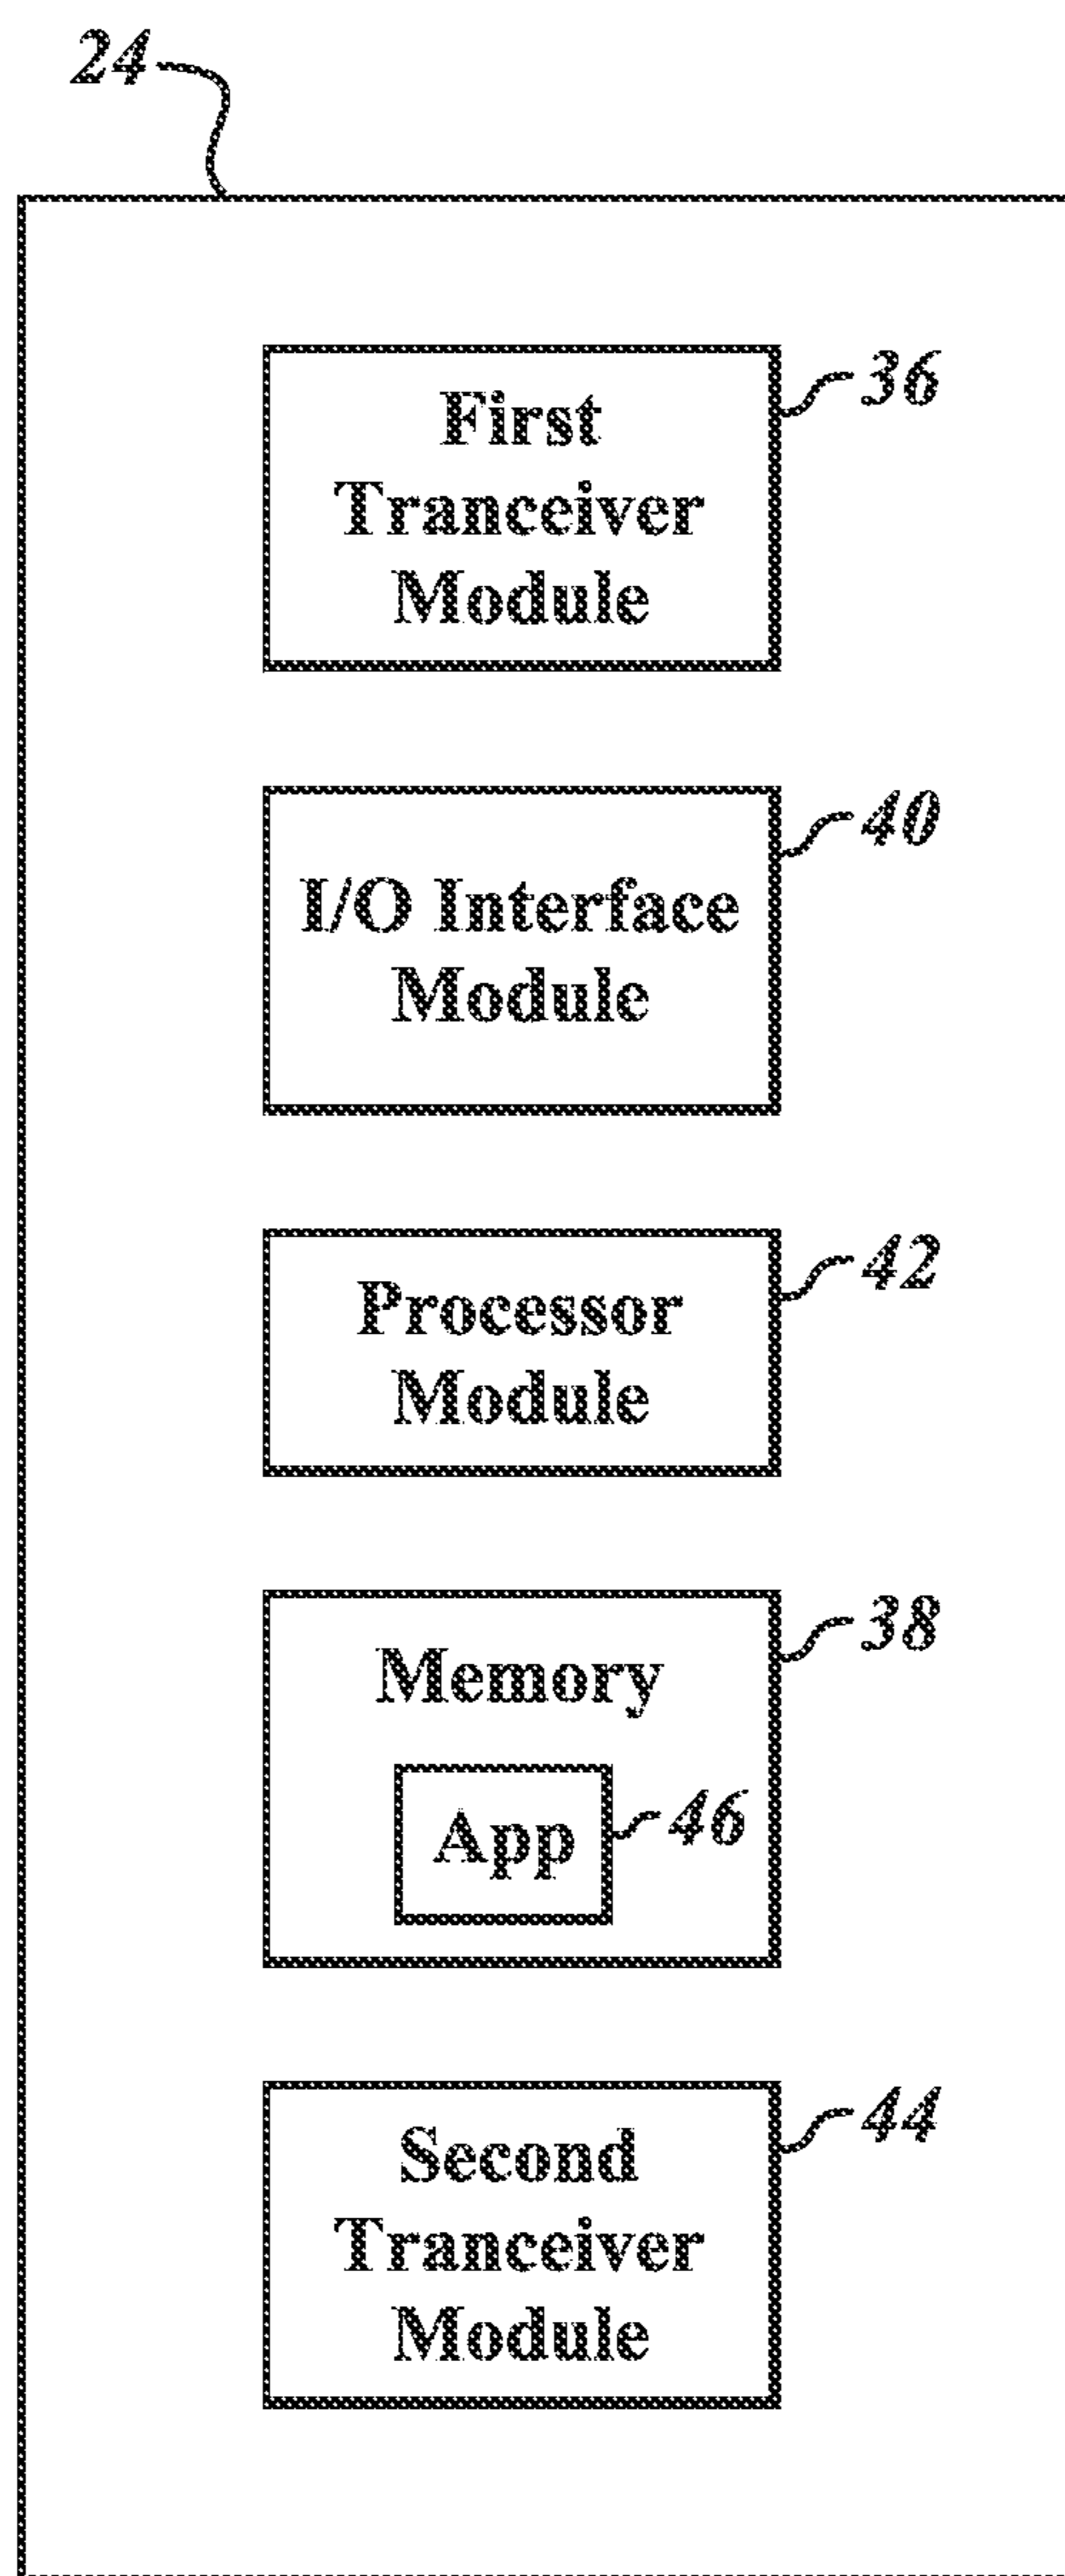 24
First
Tranceiver
Module
36
I/O Interface
Module
40
Processor
Module
42
Memory
38
App
46
Second
Tranceiver
Module
44